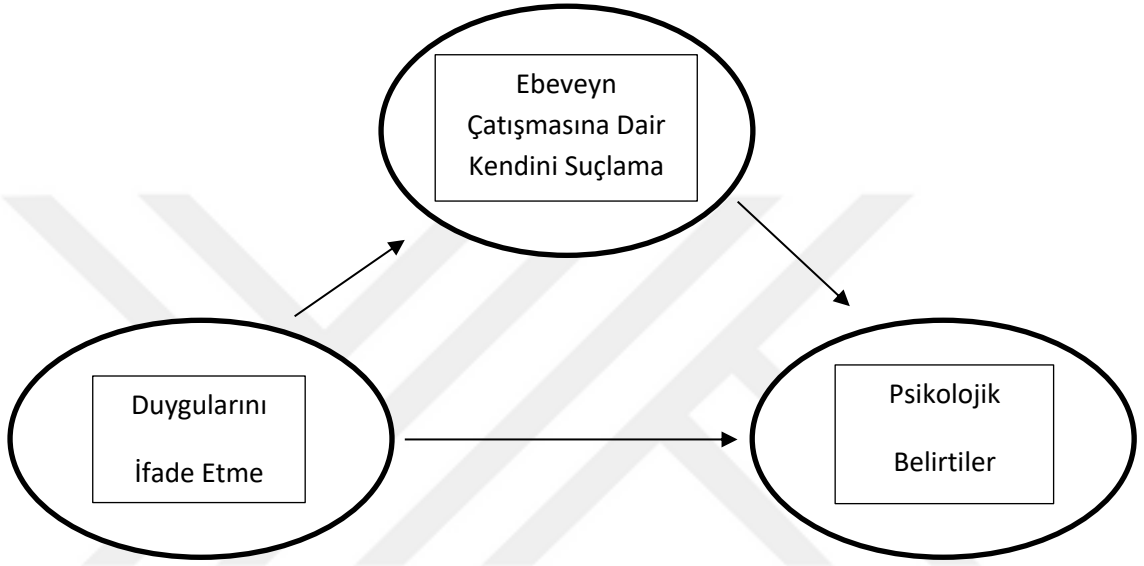 Ebeveyn
Çatışmasına Dair
Kendini Suçlama
Duygularını
İfade Etme
Psikolojik
Belirtiler